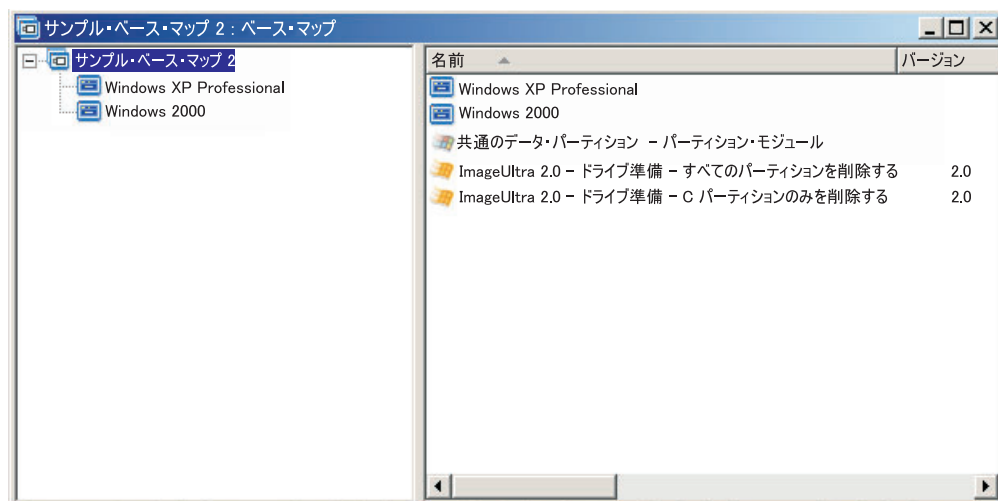 サンプル・ベース・マップ 2 : ベース・マップ
サンプル・ベース・マップ 2
Windows XP Professional
Windows 2000
名前 バージョン
Windows XP Professional
Windows 2000
共通のデータ・パーティション - パーティション・モジュール
ImageUltra 2.0 - ドライブ準備 - すべてのパーティションを削除する 2.0
ImageUltra 2.0 - ドライブ準備 - C パーティションのみを削除する 2.0